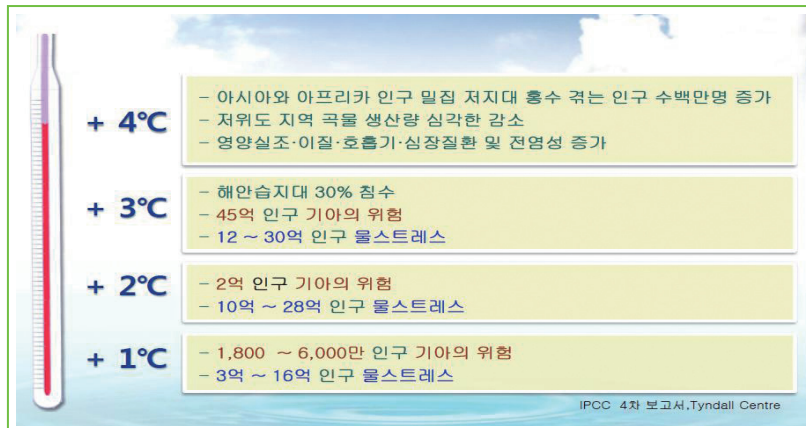 + 4℃
– 아시아와 아프리카 인구 밀집 저지대 홍수 겪는 인구 수백만명 증가
– 저위도 지역 곡물 생산량 심각한 감소
– 영양실조·이질·호흡기·심장질환 및 전염성 증가
+ 3℃
– 해안습지대 30% 침수
– 45억 인구 기아의 위험
– 12 ~ 30억 인구 물스트레스
+ 2℃
– 2억 인구 기아의 위험
– 10억 ~ 28억 인구 물스트레스
+ 1℃
– 1,800 ~ 6,000만 인구 기아의 위험
– 3억 ~ 16억 인구 물스트레스
IPCC 4차 보고서,Tyndall Centre